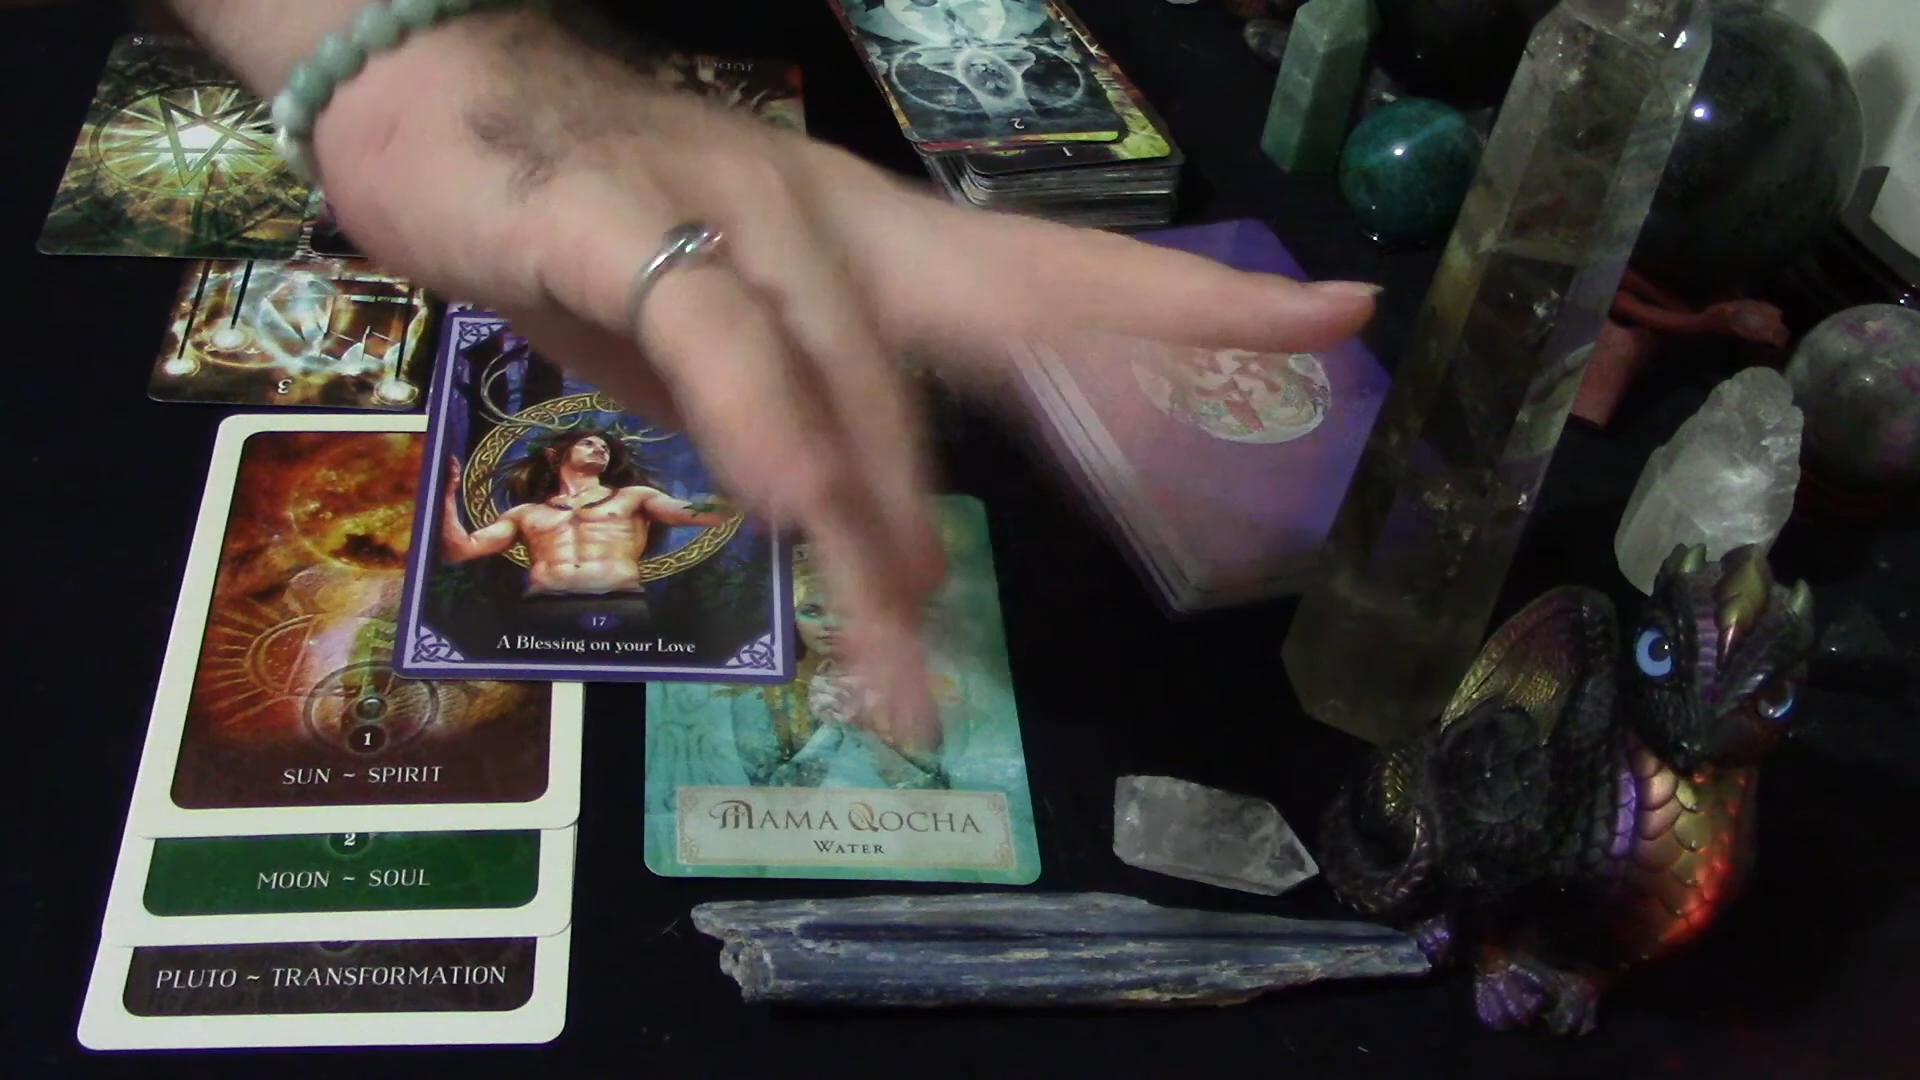 2
1
3
17
A Blessing on your Love
1
SUN ~ SPIRIT
2
MOON ~ SOUL
PLUTO ~ TRANSFORMATION
MAMA QOCHA
WATER